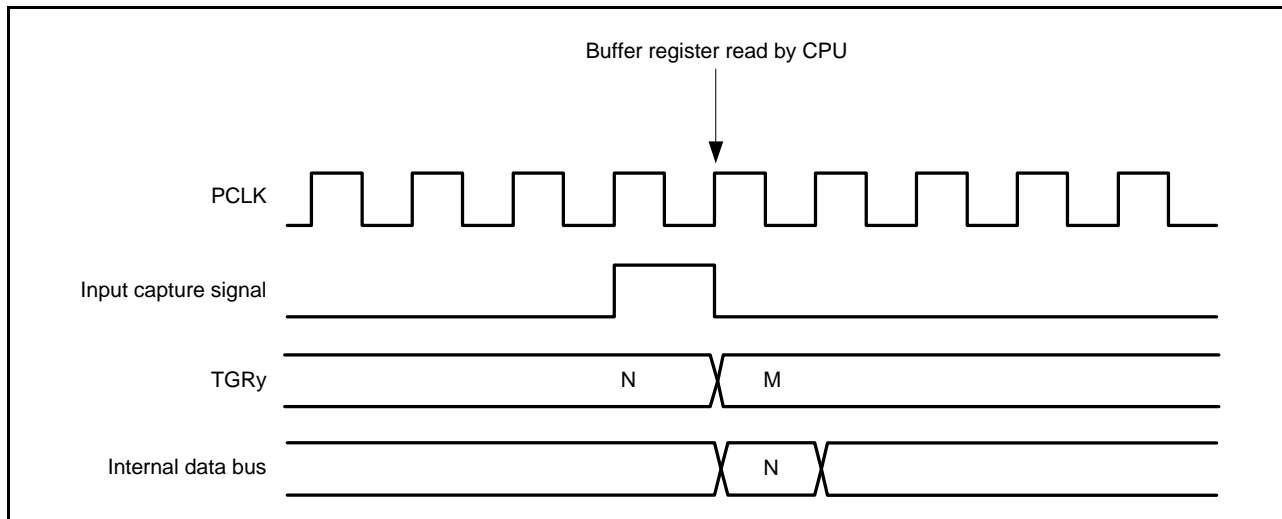 Buffer register read by CPU
PCLK
Input capture signal
TGRy
N
M
Internal data bus
N